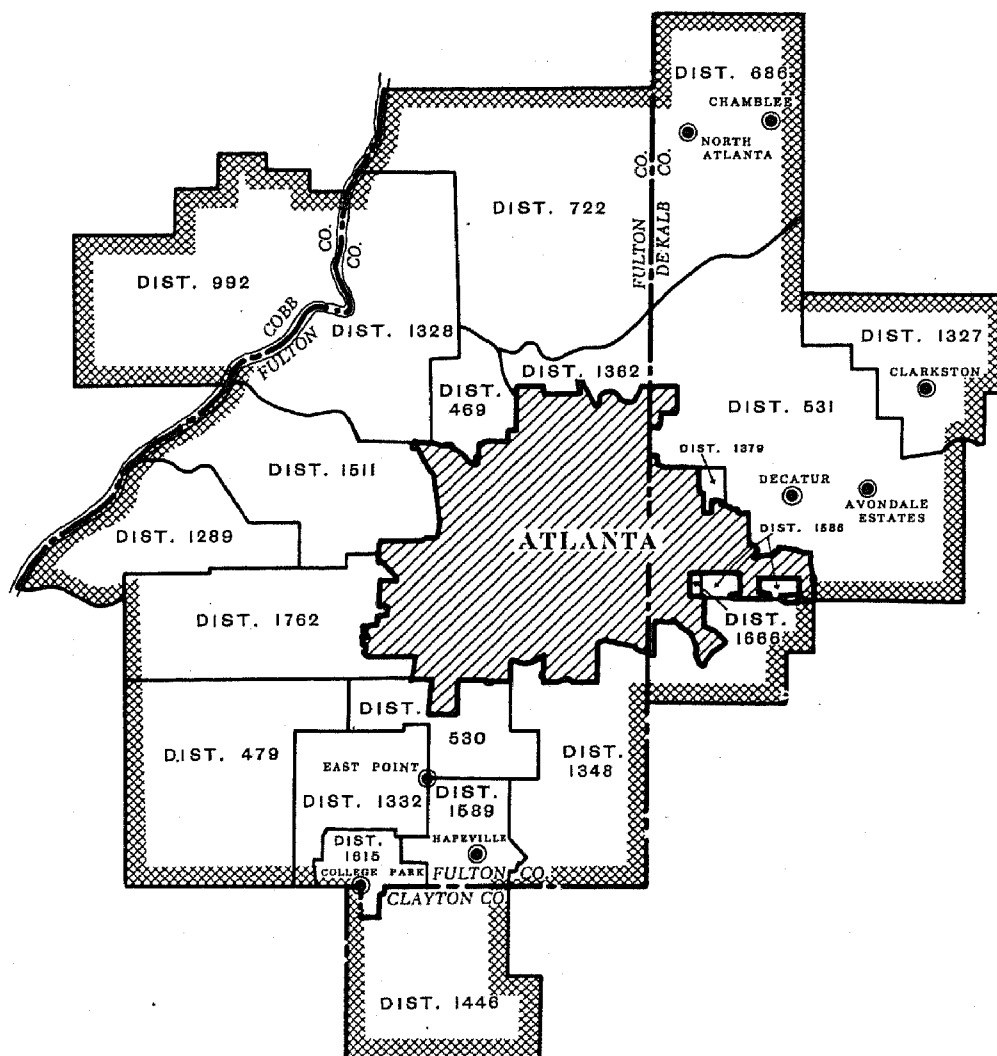 DIST. 686
CHAMBLEE
NORTH
ATLANTA
DIST. 722
FULTON CO.
DEKALB CO.
DIST. 992
COBB CO.
FULTON CO.
DIST. 1328
DIST. 1362
DIST.
469
DIST. 1327
CLARKSTON
DIST. 531
DIST. 1379
DECATUR
AVONDALE
ESTATES
DIST. 1511
DIST. 1586
DIST. 1289
ATLANTA
DIST. 1762
DIST.
1666
DIST.
530
DIST. 479
DIST.
1348
EAST POINT
DIST. 1332
DIST.
1589
HAPEVILLE
DIST.
1615
COLLEGE PARK
FULTON CO.
CLAYTON CO.
DIST. 1446